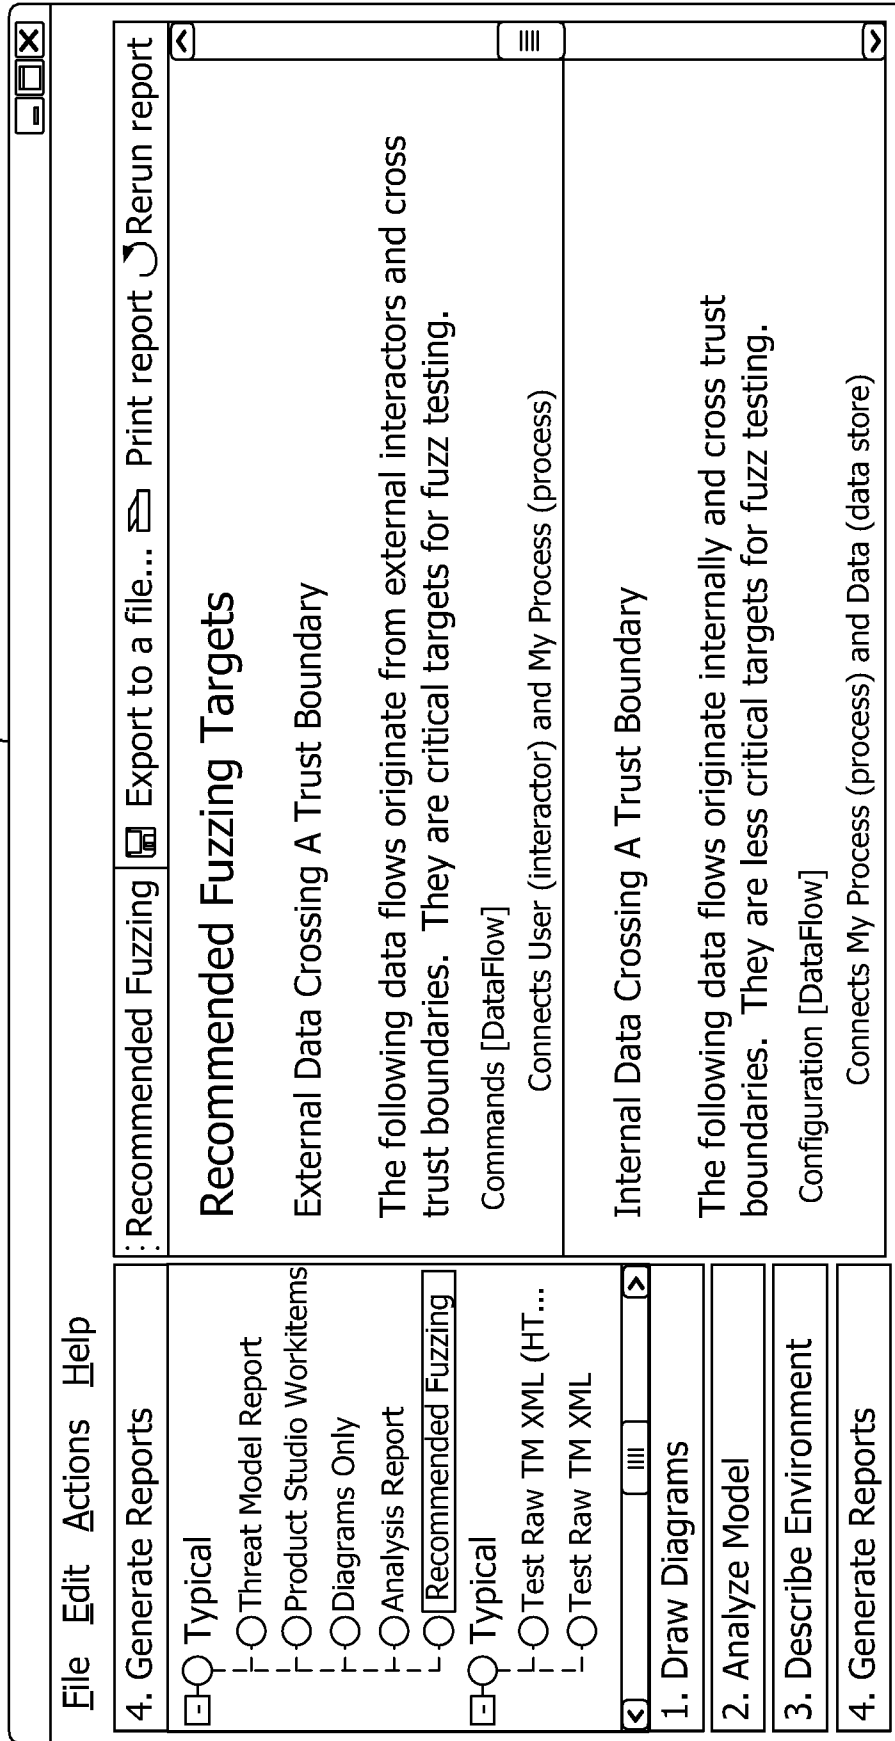 File Edit Actions Help
4. Generate Reports
Typical
Threat Model Report
Product Studio Workitems
Diagrams Only
Analysis Report
Recommended Fuzzing
Typical
Test Raw TM XML (HT...
Test Raw TM XML
1. Draw Diagrams
2. Analyze Model
3. Describe Environment
4. Generate Reports
Recommended Fuzzing Export to a file... Print report Rerun report
Recommended Fuzzing Targets
External Data Crossing A Trust Boundary
The following data flows originate from external interactors and cross
trust boundaries. They are critical targets for fuzz testing.
Commands [DataFlow]
Connects User (interactor) and My Process (process)
Internal Data Crossing A Trust Boundary
The following data flows originate internally and cross trust
boundaries. They are less critical targets for fuzz testing.
Configuration [DataFlow]
Connects My Process (process) and Data (data store)